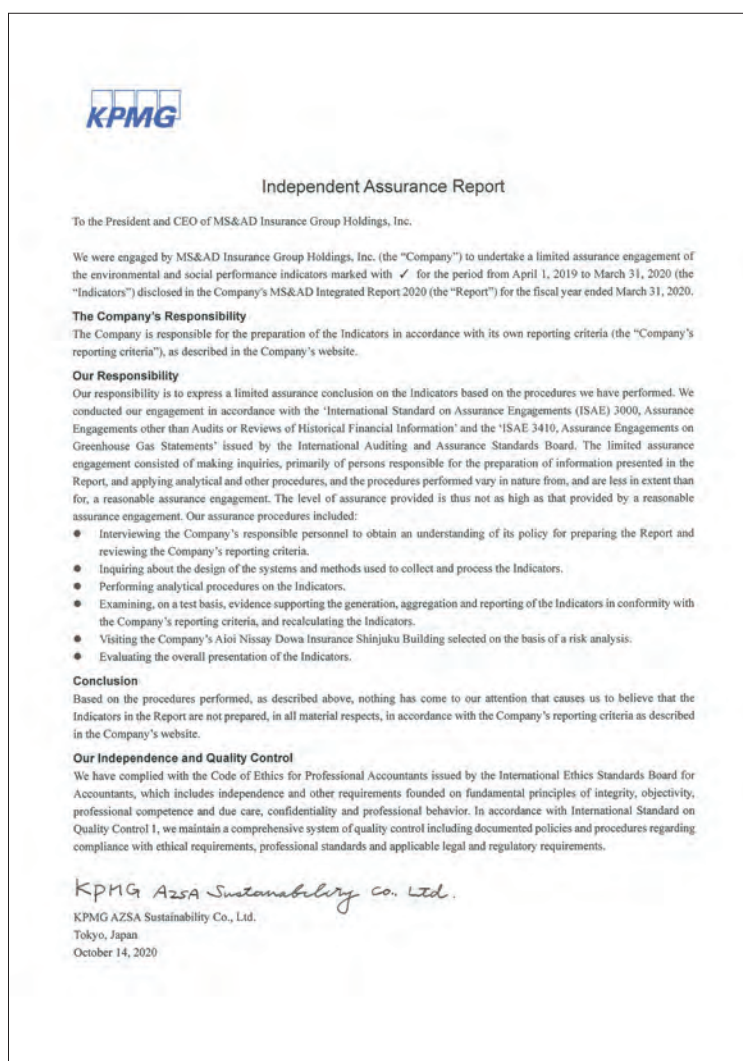 KPMG
Independent Assurance Report
To the President and CEO of MS&AD Insurance Group Holdings, Inc.
We were engaged by MS&AD Insurance Group Holdings, Inc. (the “Company”) to undertake a limited assurance engagement of
the environmental and social performance indicators marked with ✓ for the period from April 1, 2019 to March 31, 2020 (the
“Indicators”) disclosed in the Company’s MS&AD Integrated Report 2020 (the “Report”) for the fiscal year ended March 31, 2020.
The Company’s Responsibility
The Company is responsible for the preparation of the Indicators in accordance with its own reporting criteria (the “Company’s
reporting criteria”), as described in the Company’s website.
Our Responsibility
Our responsibility is to express a limited assurance conclusion on the Indicators based on the procedures we have performed. We
conducted our engagement in accordance with the ‘International Standard on Assurance Engagements (ISAE) 3000, Assurance
Engagements other than Audits or Reviews of Historical Financial Information’ and the ‘ISAE 3410, Assurance Engagements on
Greenhouse Gas Statements’ issued by the International Auditing and Assurance Standards Board. The limited assurance
engagement consisted of making inquiries, primarily of persons responsible for the preparation of information presented in the
Report, and applying analytical and other procedures, and the procedures performed vary in nature from, and are less in extent than
for, a reasonable assurance engagement. The level of assurance provided is thus not as high as that provided by a reasonable
assurance engagement. Our assurance procedures included:
● Interviewing the Company’s responsible personnel to obtain an understanding of its policy for preparing the Report and
reviewing the Company’s reporting criteria.
● Inquiring about the design of the systems and methods used to collect and process the Indicators.
● Performing analytical procedures on the Indicators.
● Examining, on a test basis, evidence supporting the generation, aggregation and reporting of the Indicators in conformity with
the Company’s reporting criteria, and recalculating the Indicators.
● Visiting the Company’s Aioi Nissay Dowa Insurance Shinjuku Building selected on the basis of a risk analysis.
● Evaluating the overall presentation of the Indicators.
Conclusion
Based on the procedures performed, as described above, nothing has come to our attention that causes us to believe that the
Indicators in the Report are not prepared, in all material respects, in accordance with the Company’s reporting criteria as described
in the Company’s website.
Our Independence and Quality Control
We have complied with the Code of Ethics for Professional Accountants issued by the International Ethics Standards Board for
Accountants, which includes independence and other requirements founded on fundamental principles of integrity, objectivity,
professional competence and due care, confidentiality and professional behavior. In accordance with International Standard on
Quality Control 1, we maintain a comprehensive system of quality control including documented policies and procedures regarding
compliance with ethical requirements, professional standards and applicable legal and regulatory requirements.
KPMG AZSA Sustainability Co., Ltd.
KPMG AZSA Sustainability Co., Ltd.
Tokyo, Japan
October 14, 2020